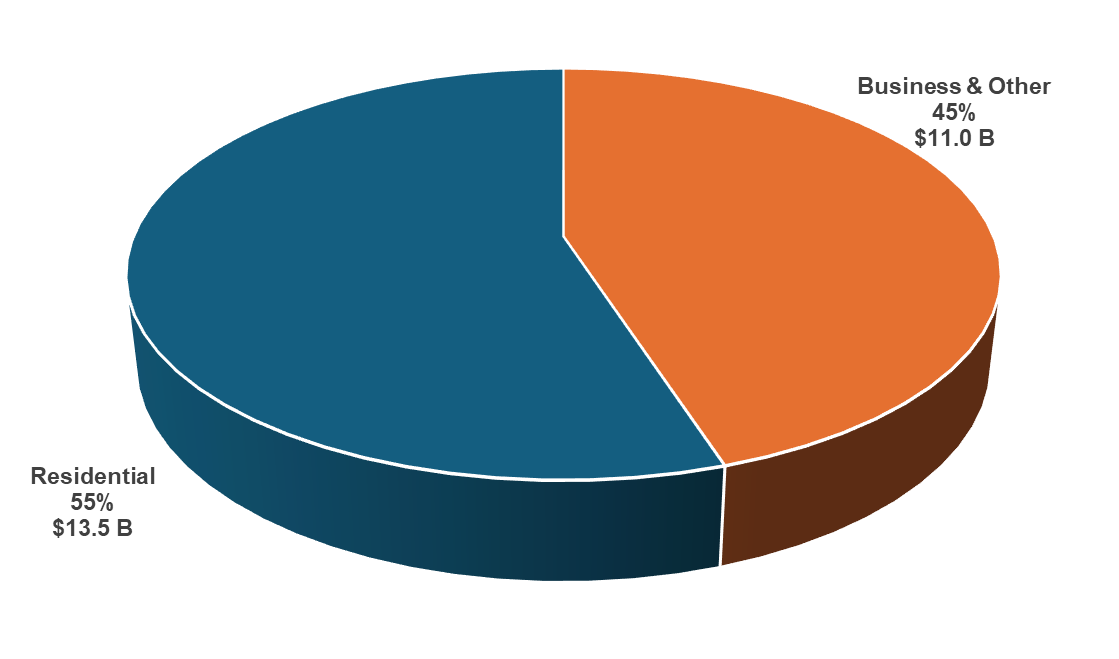 Business & Other
45%
$11.0 B
Residential
55%
$13.5 B